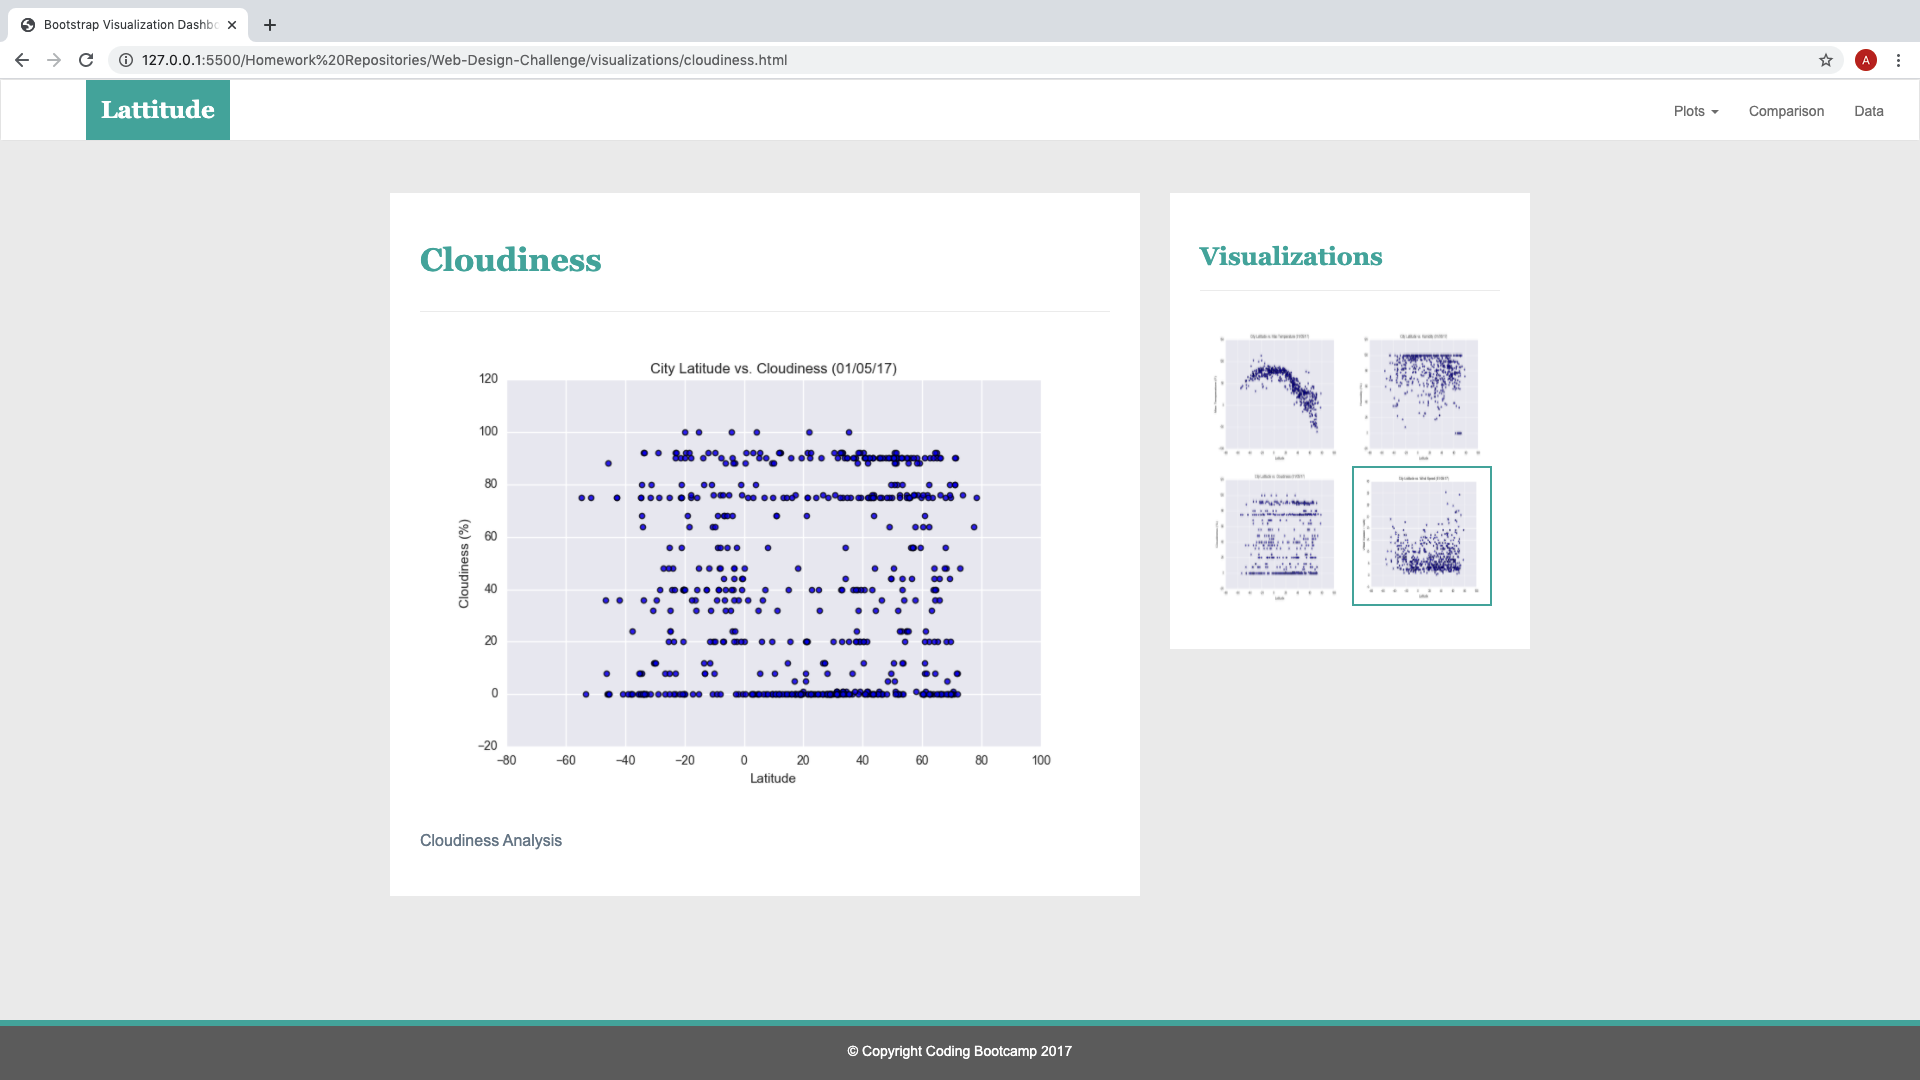 Bootstrap Visualization Dashbo
127.0.0.1:5500/Homework%20Repositories/Web-Design-Challenge/visualizations/cloudiness.html
A
Lattitude
Plots
Comparison
Data
Cloudiness
City Latitude vs. Cloudiness (01/05/17)
120
100
80
60
40
20
0
−20
Cloudiness (%)
−80 −60 −40 −20 0 20 40 60 80 100
Latitude
Cloudiness Analysis
Visualizations
© Copyright Coding Bootcamp 2017